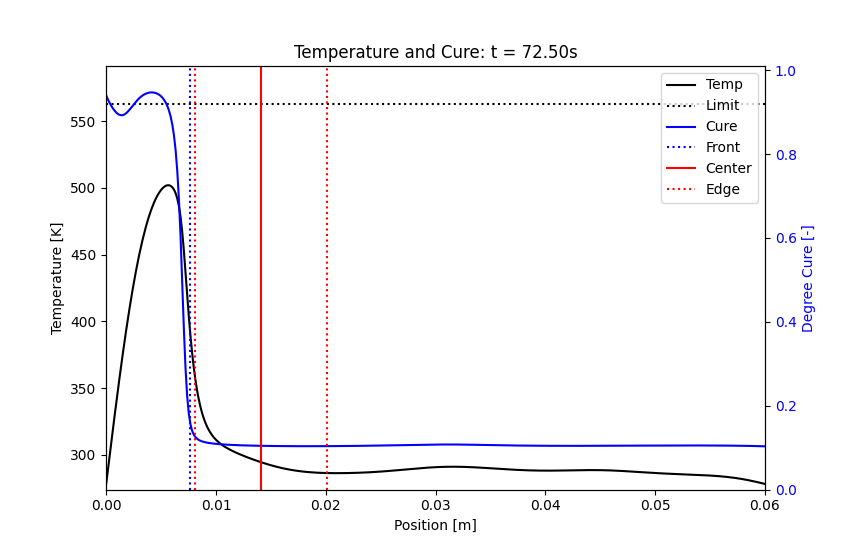 Temperature and Cure: t = 72.50s
Temperature [K]
550
500
450
400
350
300
Temp
Limit
Cure
Front
Center
Edge
1.0
0.8
0.6
0.4
0.2
0.0
Degree Cure [-]
0.00
0.01
0.02
0.03
0.04
0.05
0.06
Position [m]